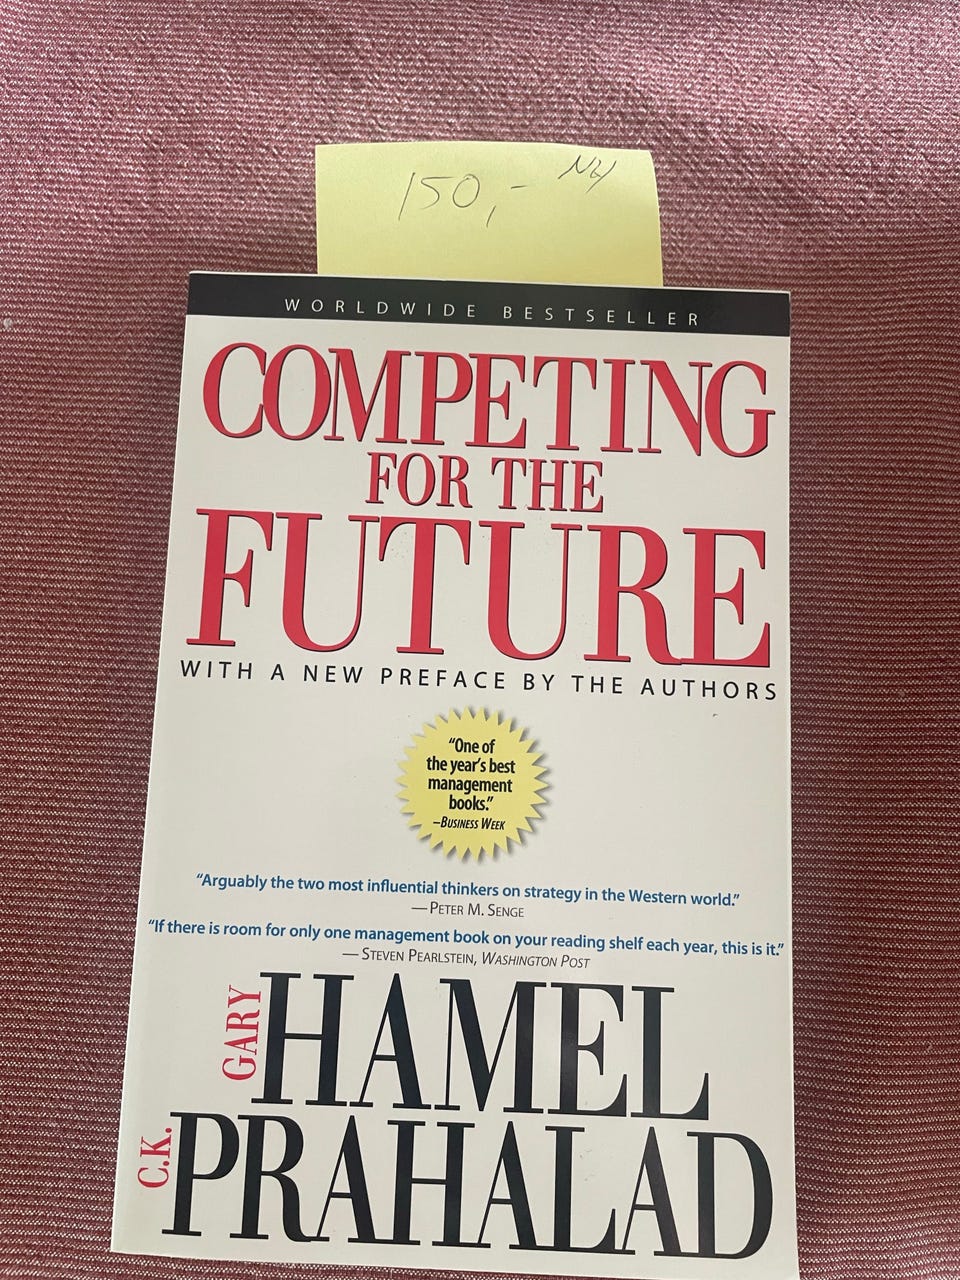 150,- NY
WORLDWIDE BESTSELLER
COMPETING
FOR THE
FUTURE
WITH A NEW PREFACE BY THE AUTHORS
“One of
the year’s best
management
books.”
–BUSINESS WEEK
“Arguably the two most influential thinkers on strategy in the Western world.”
— PETER M. SENGE
“If there is room for only one management book on your reading shelf each year, this is it.”
— STEVEN PEARLSTEIN, WASHINGTON POST
GARY HAMEL
C.K. PRAHALAD